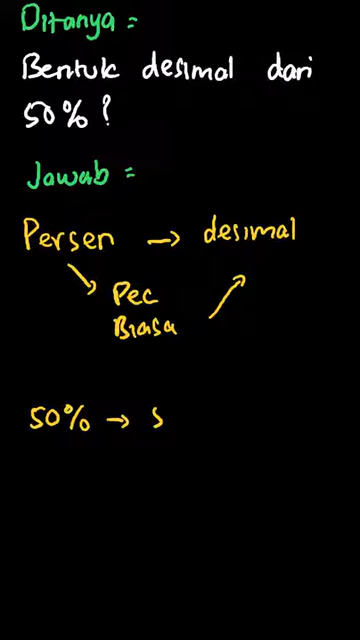 Ditanya =
Bentuk desimal dari
50% ?
Jawab =
Persen → desimal
Pec
Biasa
50% →